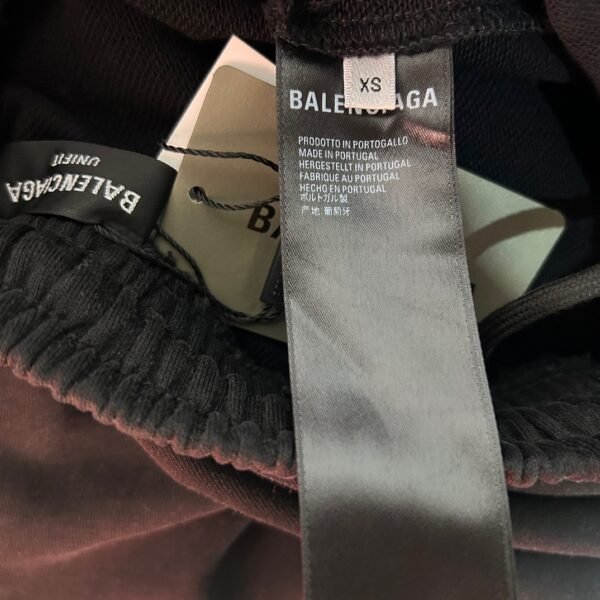 XS
BALENCIAGA
PRODOTTO IN PORTOGALLO
MADE IN PORTUGAL
HERGESTELLT IN PORTUGAL
FABRIQUE AU PORTUGAL
HECHO EN PORTUGAL
ポルトガル製
产地:葡萄牙
BALENCIAGA
UNIFI